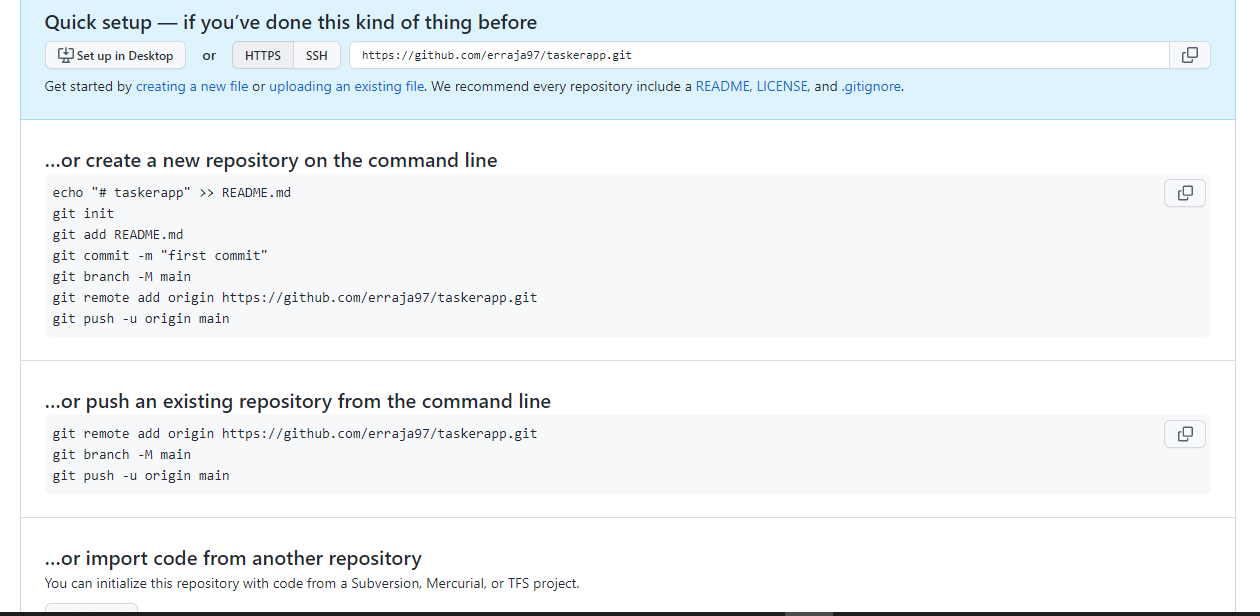 Quick setup — if you’ve done this kind of thing before
Set up in Desktop or HTTPS SSH https://github.com/erraja97/taskerapp.git
Get started by creating a new file or uploading an existing file. We recommend every repository include a README, LICENSE, and .gitignore.
…or create a new repository on the command line
echo "# taskerapp" >> README.md
git init
git add README.md
git commit -m "first commit"
git branch -M main
git remote add origin https://github.com/erraja97/taskerapp.git
git push -u origin main
…or push an existing repository from the command line
git remote add origin https://github.com/erraja97/taskerapp.git
git branch -M main
git push -u origin main
…or import code from another repository
You can initialize this repository with code from a Subversion, Mercurial, or TFS project.